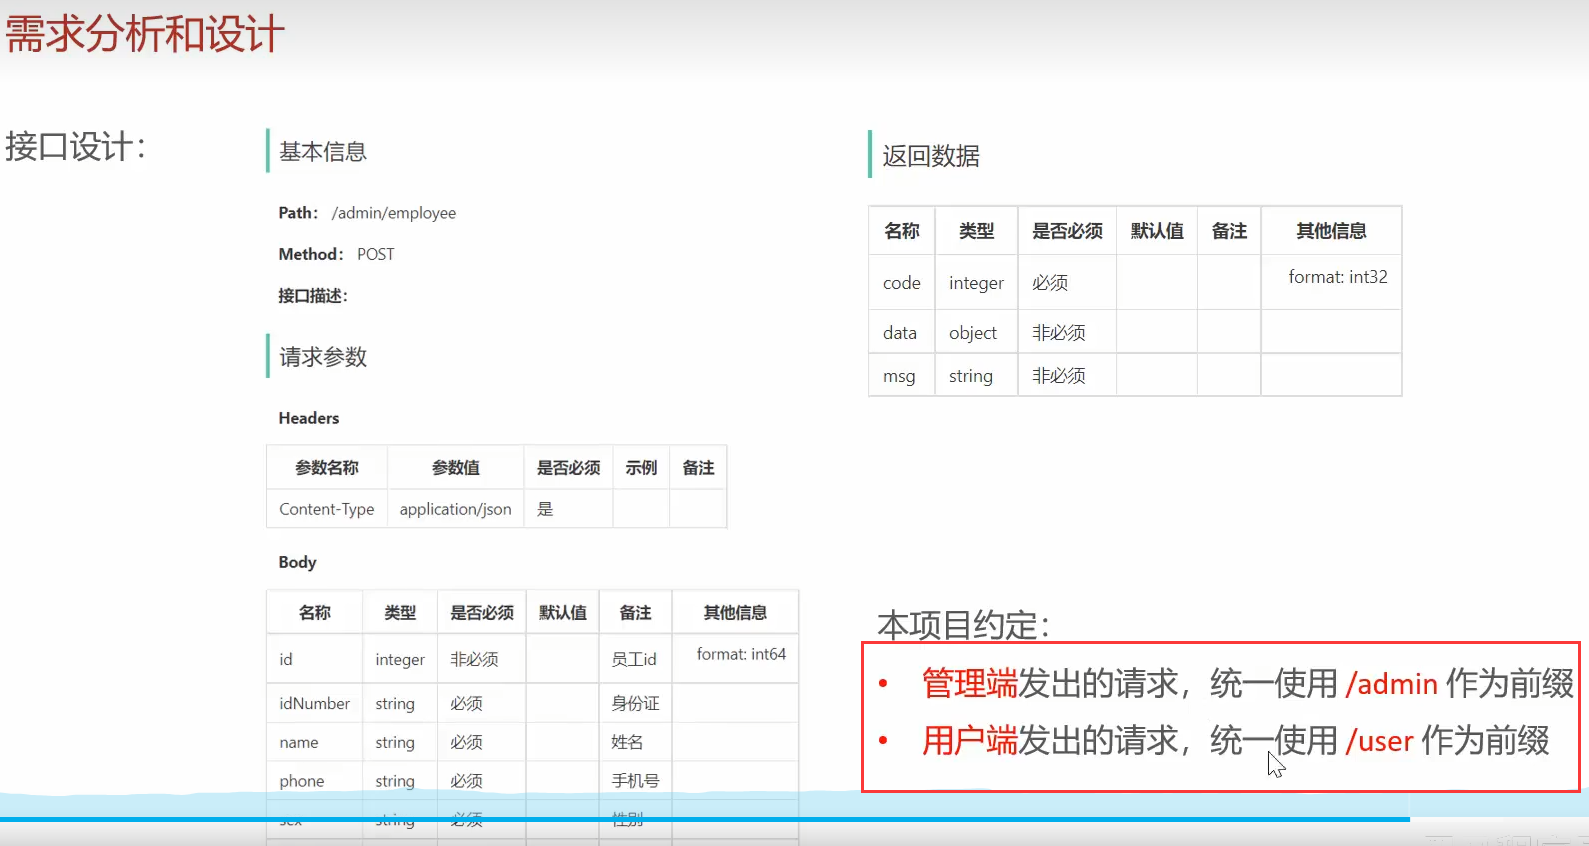 需求分析和设计
接口设计：
基本信息
Path： /admin/employee
Method： POST
接口描述：
请求参数
Headers
参数名称 参数值 是否必须 示例 备注
Content-Type application/json 是
Body
名称 类型 是否必须 默认值 备注 其他信息
id integer 非必须 员工id format: int64
idNumber string 必须 身份证
name string 必须 姓名
phone string 必须 手机号
sex string 必须 性别
返回数据
名称 类型 是否必须 默认值 备注 其他信息
code integer 必须 format: int32
data object 非必须
msg string 非必须
本项目约定：
• 管理端发出的请求，统一使用 /admin 作为前缀
• 用户端发出的请求，统一使用 /user 作为前缀